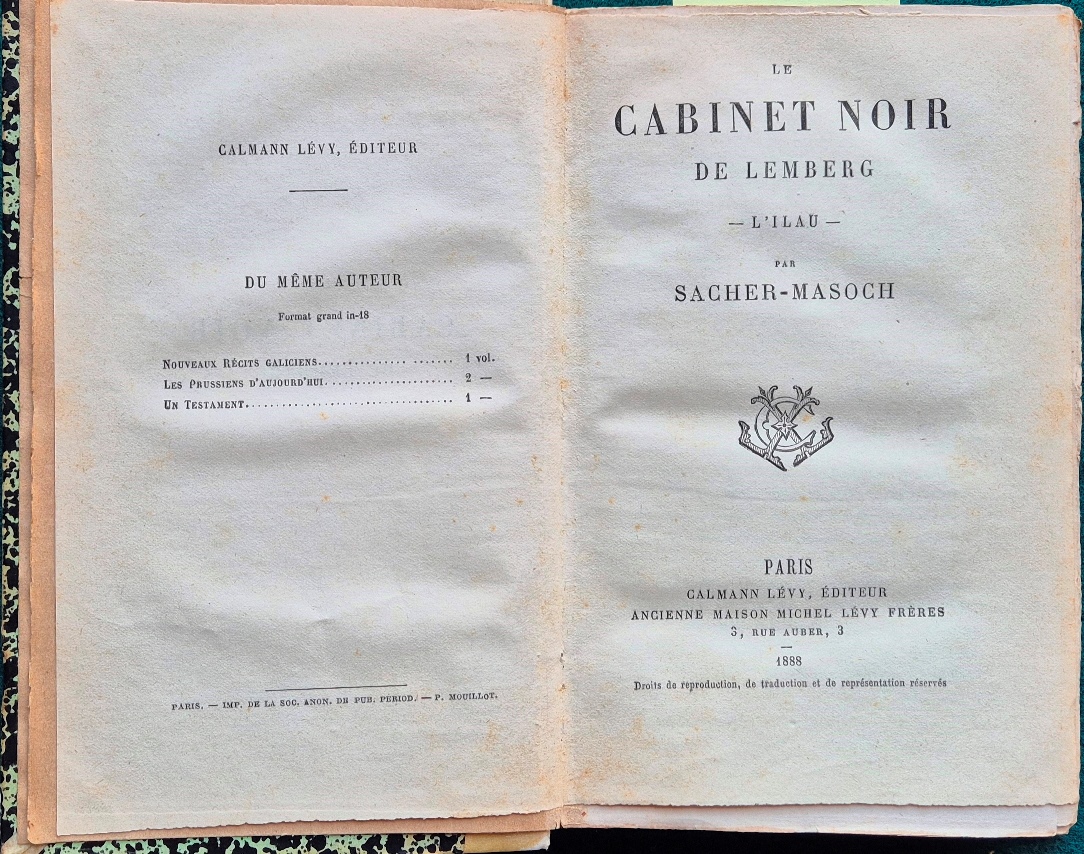 CALMANN LÉVY, ÉDITEUR
DU MÊME AUTEUR
Format grand in-18
NOUVEAUX RÉCITS GALICIENS. . . . . . . . . . . . . . . . . . . . . . 1 vol.
LES PRUSSIENS D'AUJOURD'HUI. . . . . . . . . . . . . . . . . . . . . 2 —
UN TESTAMENT. . . . . . . . . . . . . . . . . . . . . . . . . . . . . . . . . . 1 —
PARIS. — IMP. DE LA SOC. ANON. DE PUB. PÉRIOD. — P. MOUILLOT.
LE
CABINET NOIR
DE LEMBERG
— L'ILAU —
PAR
SACHER-MASOCH
PARIS
CALMANN LÉVY, ÉDITEUR
ANCIENNE MAISON MICHEL LÉVY FRÈRES
3, RUE AUBER, 3
1888
Droits de reproduction, de traduction et de représentation réservés